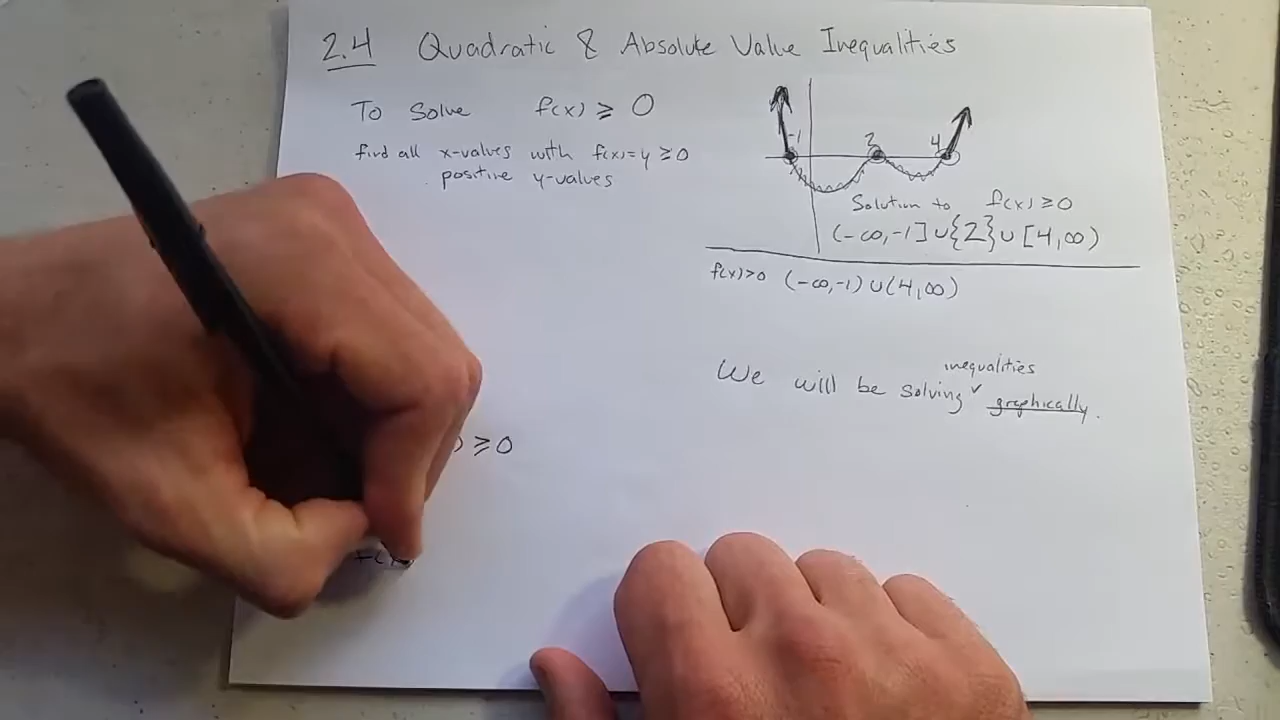 2.4 Quadratic & Absolute Value Inequalities
To Solve f(x) ≥ 0
find all x-values with f(x)=y ≥0
positive y-values
-1 2 4
Solution to f(x) ≥0
(-∞,-1]∪{2}∪[4,∞)
f(x)>0 (-∞,-1)∪(4,∞)
inequalities
We will be solving ✓ graphically.
) ≥0
f(x